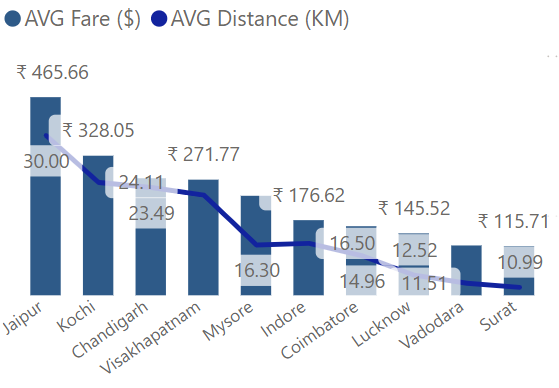 AVG Fare ($) AVG Distance (KM)
₹ 465.66
₹ 328.05
₹ 271.77
₹ 176.62
₹ 145.52
₹ 115.71
30.00
24.11
23.49
16.30
16.50
14.96
12.52
11.51
10.99
Jaipur
Kochi
Chandigarh
Visakhapatnam
Mysore
Indore
Coimbatore
Lucknow
Vadodara
Surat